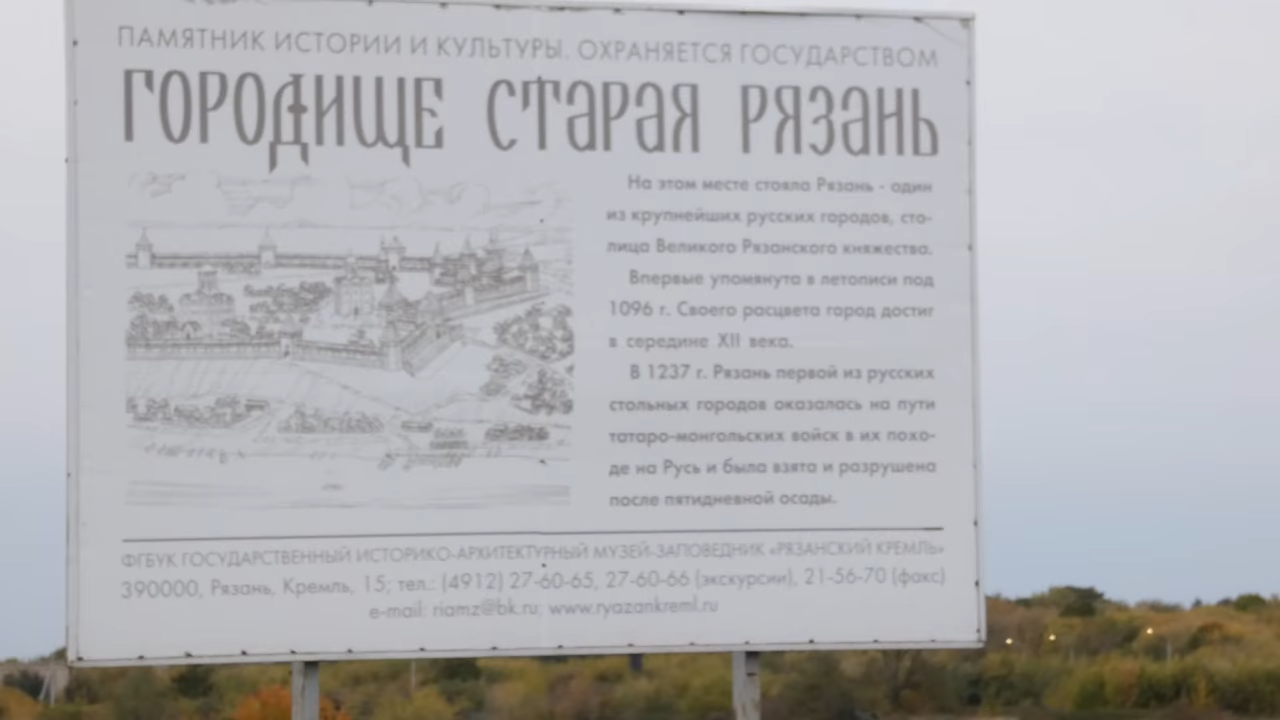 ПАМЯТНИК ИСТОРИИ И КУЛЬТУРЫ. ОХРАНЯЕТСЯ ГОСУДАРСТВОМ
ГОРОДИЩЕ СТАРАЯ РЯЗАНЬ
На этом месте стояла Рязань - один
из крупнейших русских городов, сто-
лица Великого Рязанского княжества.
Впервые упомянута в летописи под
1096 г. Своего расцвета город достиг
в середине XII века.
В 1237 г. Рязань первой из русских
стольных городов оказалась на пути
татаро-монгольских войск в их похо-
де на Русь и была взята и разрушена
после пятидневной осады.
ФГБУК ГОСУДАРСТВЕННЫЙ ИСТОРИКО-АРХИТЕКТУРНЫЙ МУЗЕЙ-ЗАПОВЕДНИК «РЯЗАНСКИЙ КРЕМЛЬ»
390000, Рязань, Кремль, 15; тел.: (4912) 27-60-65, 27-60-66 (экскурсии), 21-56-70 (факс)
e-mail: riamz@bk.ru; www.ryazankreml.ru